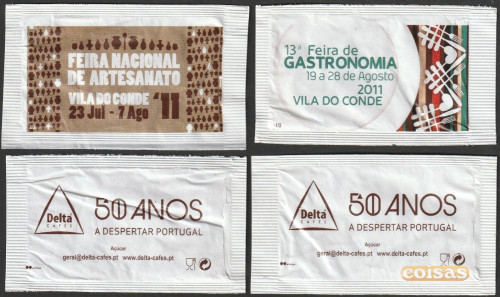 FEIRA NACIONAL
DE ARTESANATO
VILA DO CONDE '11
23 Jul - 7 Ago
13ª Feira de
GASTRONOMIA
19 a 28 de Agosto
2011
VILA DO CONDE
Delta
CAFÉS
50 ANOS
A DESPERTAR PORTUGAL
Açúcar
geral@delta-cafes.pt www.delta-cafes.pt
Delta
CAFÉS
50 ANOS
A DESPERTAR PORTUGAL
Açúcar
geral@delta-cafes.pt www.delta-cafes.pt
coisas